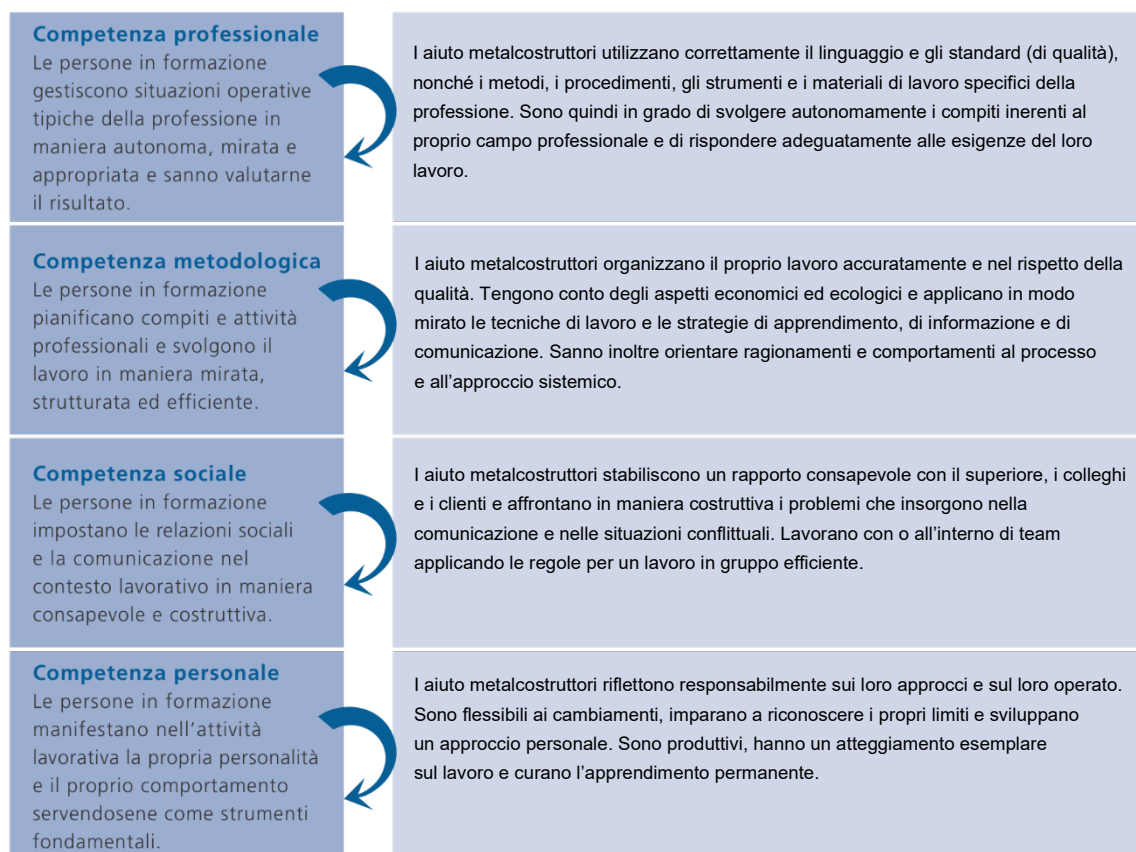 Competenza professionale
Le persone in formazione
gestiscono situazioni operative
tipiche della professione in
maniera autonoma, mirata e
appropriata e sanno valutarne
il risultato.
I aiuto metalcostruttori utilizzano correttamente il linguaggio e gli standard (di qualità),
nonché i metodi, i procedimenti, gli strumenti e i materiali di lavoro specifici della
professione. Sono quindi in grado di svolgere autonomamente i compiti inerenti al
proprio campo professionale e di rispondere adeguatamente alle esigenze del loro
lavoro.
Competenza metodologica
Le persone in formazione
pianificano compiti e attività
professionali e svolgono il
lavoro in maniera mirata,
strutturata ed efficiente.
I aiuto metalcostruttori organizzano il proprio lavoro accuratamente e nel rispetto della
qualità. Tengono conto degli aspetti economici ed ecologici e applicano in modo
mirato le tecniche di lavoro e le strategie di apprendimento, di informazione e di
comunicazione. Sanno inoltre orientare ragionamenti e comportamenti al processo
e all’approccio sistemico.
Competenza sociale
Le persone in formazione
impostano le relazioni sociali
e la comunicazione nel
contesto lavorativo in maniera
consapevole e costruttiva.
I aiuto metalcostruttori stabiliscono un rapporto consapevole con il superiore, i colleghi
e i clienti e affrontano in maniera costruttiva i problemi che insorgono nella
comunicazione e nelle situazioni conflittuali. Lavorano con o all’interno di team
applicando le regole per un lavoro in gruppo efficiente.
Competenza personale
Le persone in formazione
manifestano nell’attività
lavorativa la propria personalità
e il proprio comportamento
servendosene come strumenti
fondamentali.
I aiuto metalcostruttori riflettono responsabilmente sui loro approcci e sul loro operato.
Sono flessibili ai cambiamenti, imparano a riconoscere i propri limiti e sviluppano
un approccio personale. Sono produttivi, hanno un atteggiamento esemplare
sul lavoro e curano l’apprendimento permanente.